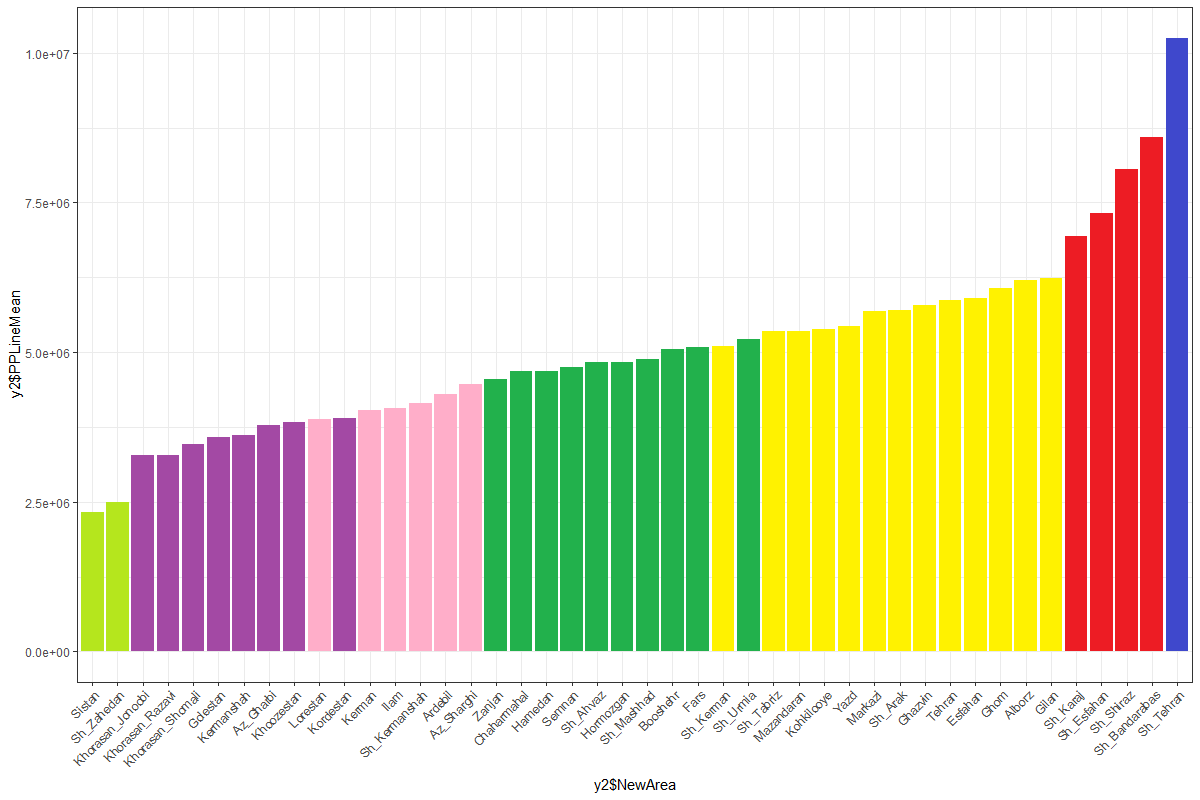 1.0e+07
7.5e+06
5.0e+06
2.5e+06
0.0e+00
y2$PPLineMean
Sistan
Sh_Zahedan
Khorasan_Jonoobi
Khorasan_Razavi
Khorasan_Shomali
Golestan
Kermanshah
Az_Gharbi
Khoozestan
Lorestan
Kordestan
Kerman
Ilam
Sh_Kermanshah
Ardebil
Az_Sharghi
Zanjan
Chaharmahal
Hamedan
Semnan
Sh_Ahvaz
Hormozgan
Sh_Mashhad
Booshehr
Fars
Sh_Kerman
Sh_Urmia
Sh_Tabriz
Mazandaran
Kohkilooye
Yazd
Markazi
Sh_Arak
Ghazvin
Tehran
Esfahan
Ghom
Alborz
Gilan
Sh_Karaj
Sh_Esfahan
Sh_Shiraz
Sh_Bandarabas
Sh_Tehran
y2$NewArea